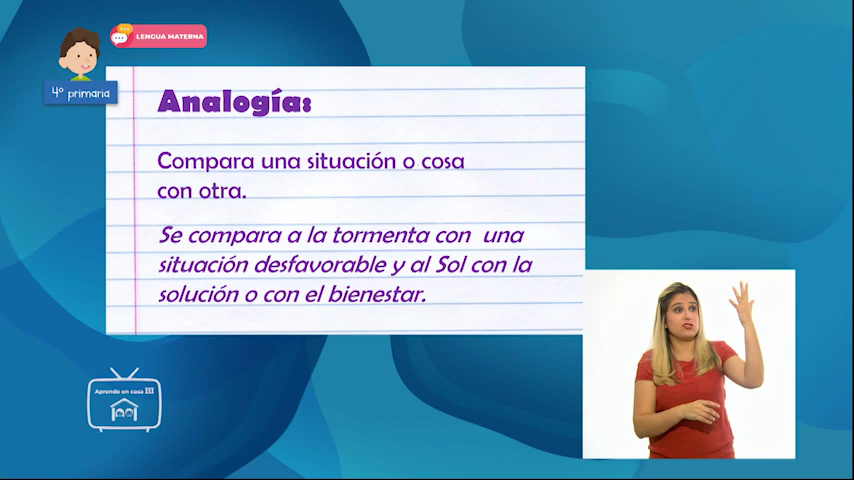 LENGUA MATERNA
4º primaria
Analogía:
Compara una situación o cosa
con otra.
Se compara a la tormenta con una
situación desfavorable y al Sol con la
solución o con el bienestar.
Aprende en casa III